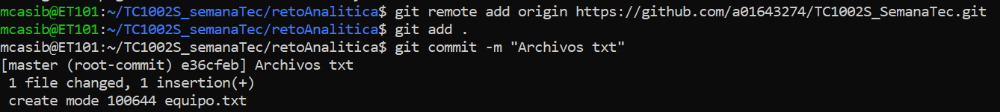 mcasib@ET101:~/TC1002S_semanaTec/retoAnalitica$ git remote add origin https://github.com/a01643274/TC1002S_SemanaTec.git
mcasib@ET101:~/TC1002S_semanaTec/retoAnalitica$ git add .
mcasib@ET101:~/TC1002S_semanaTec/retoAnalitica$ git commit -m "Archivos txt"
[master (root-commit) e36cfeb] Archivos txt
 1 file changed, 1 insertion(+)
 create mode 100644 equipo.txt